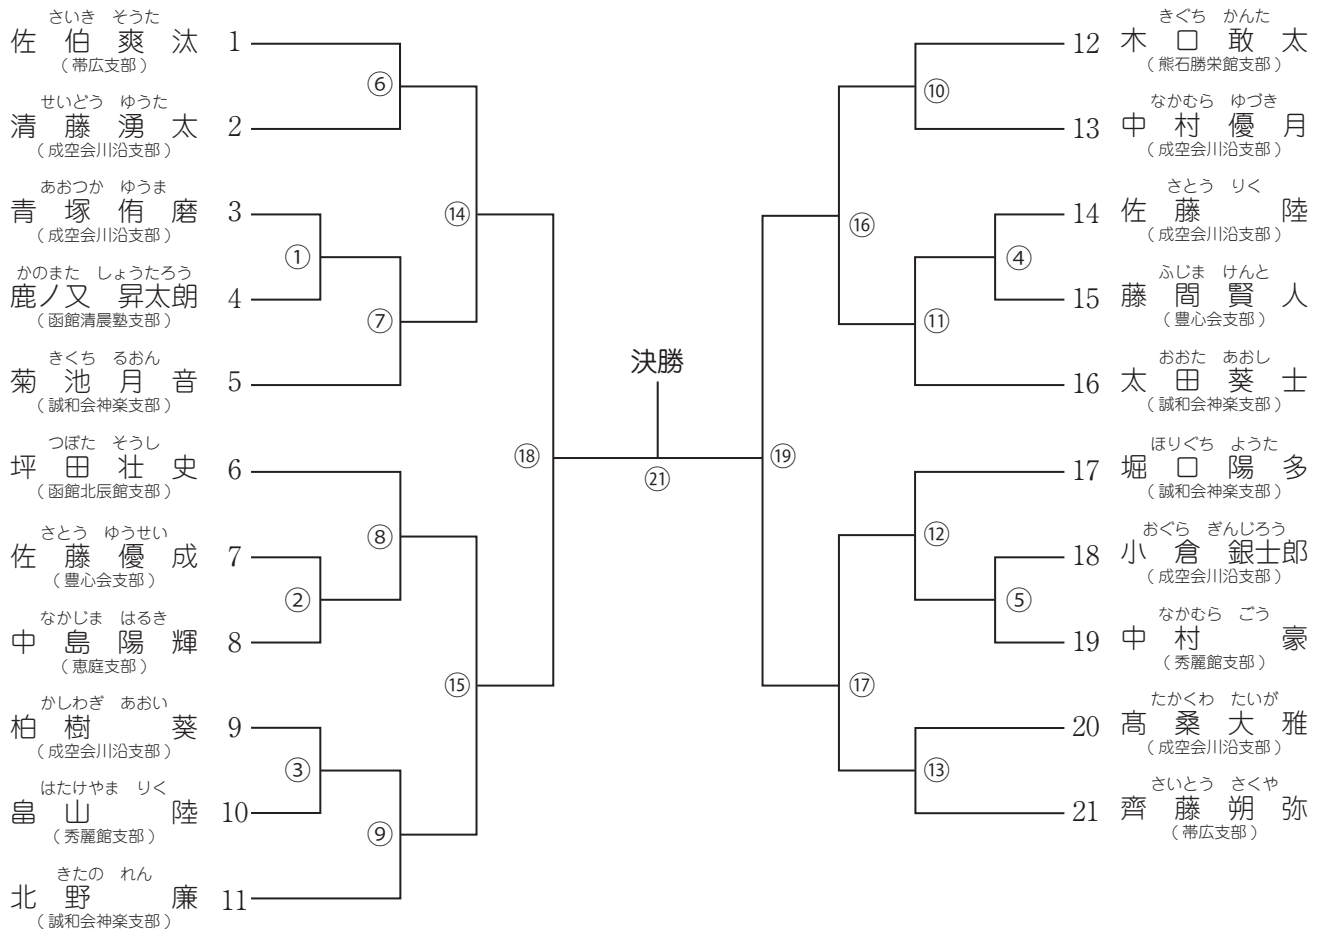 さいき そうた
佐伯爽汰 1
(帯広支部)
⑥
せいどう ゆうた
清藤湧太 2
(成空会川沿支部)
あおつか ゆうま
青塚侑磨 3
(成空会川沿支部)
⑭
①
かのまた しょうたろう
鹿ノ又 昇太朗 4
(函館清晨塾支部)
⑦
きくち るおん
菊池月音 5
(誠和会神楽支部)
⑱
つぼた そうし
坪田壮史 6
(函館北辰館支部)
⑧
さとう ゆうせい
佐藤優成 7
(豊心会支部)
②
なかじま はるき
中島陽輝 8
(恵庭支部)
⑮
かしわぎ あおい
柏樹 葵 9
(成空会川沿支部)
③
はたけやま りく
畠山 陸 10
(秀麗館支部)
⑨
きたの れん
北野 廉 11
(誠和会神楽支部)
決勝
㉑
きぐち かんた
12 木口敢太
(熊石勝栄館支部)
⑩
なかむら ゆづき
13 中村優月
(成空会川沿支部)
さとう りく
14 佐藤 陸
(成空会川沿支部)
⑯
④
ふじま けんと
15 藤間賢人
(豊心会支部)
⑪
おおた あおし
16 太田葵士
(誠和会神楽支部)
⑲
ほりぐち ようた
17 堀口陽多
(誠和会神楽支部)
⑫
おぐら ぎんじろう
18 小倉 銀士郎
(成空会川沿支部)
⑤
なかむら ごう
19 中村 豪
(秀麗館支部)
⑰
たかくわ たいが
20 髙桑大雅
(成空会川沿支部)
⑬
さいとう さくや
21 齊藤朔弥
(帯広支部)